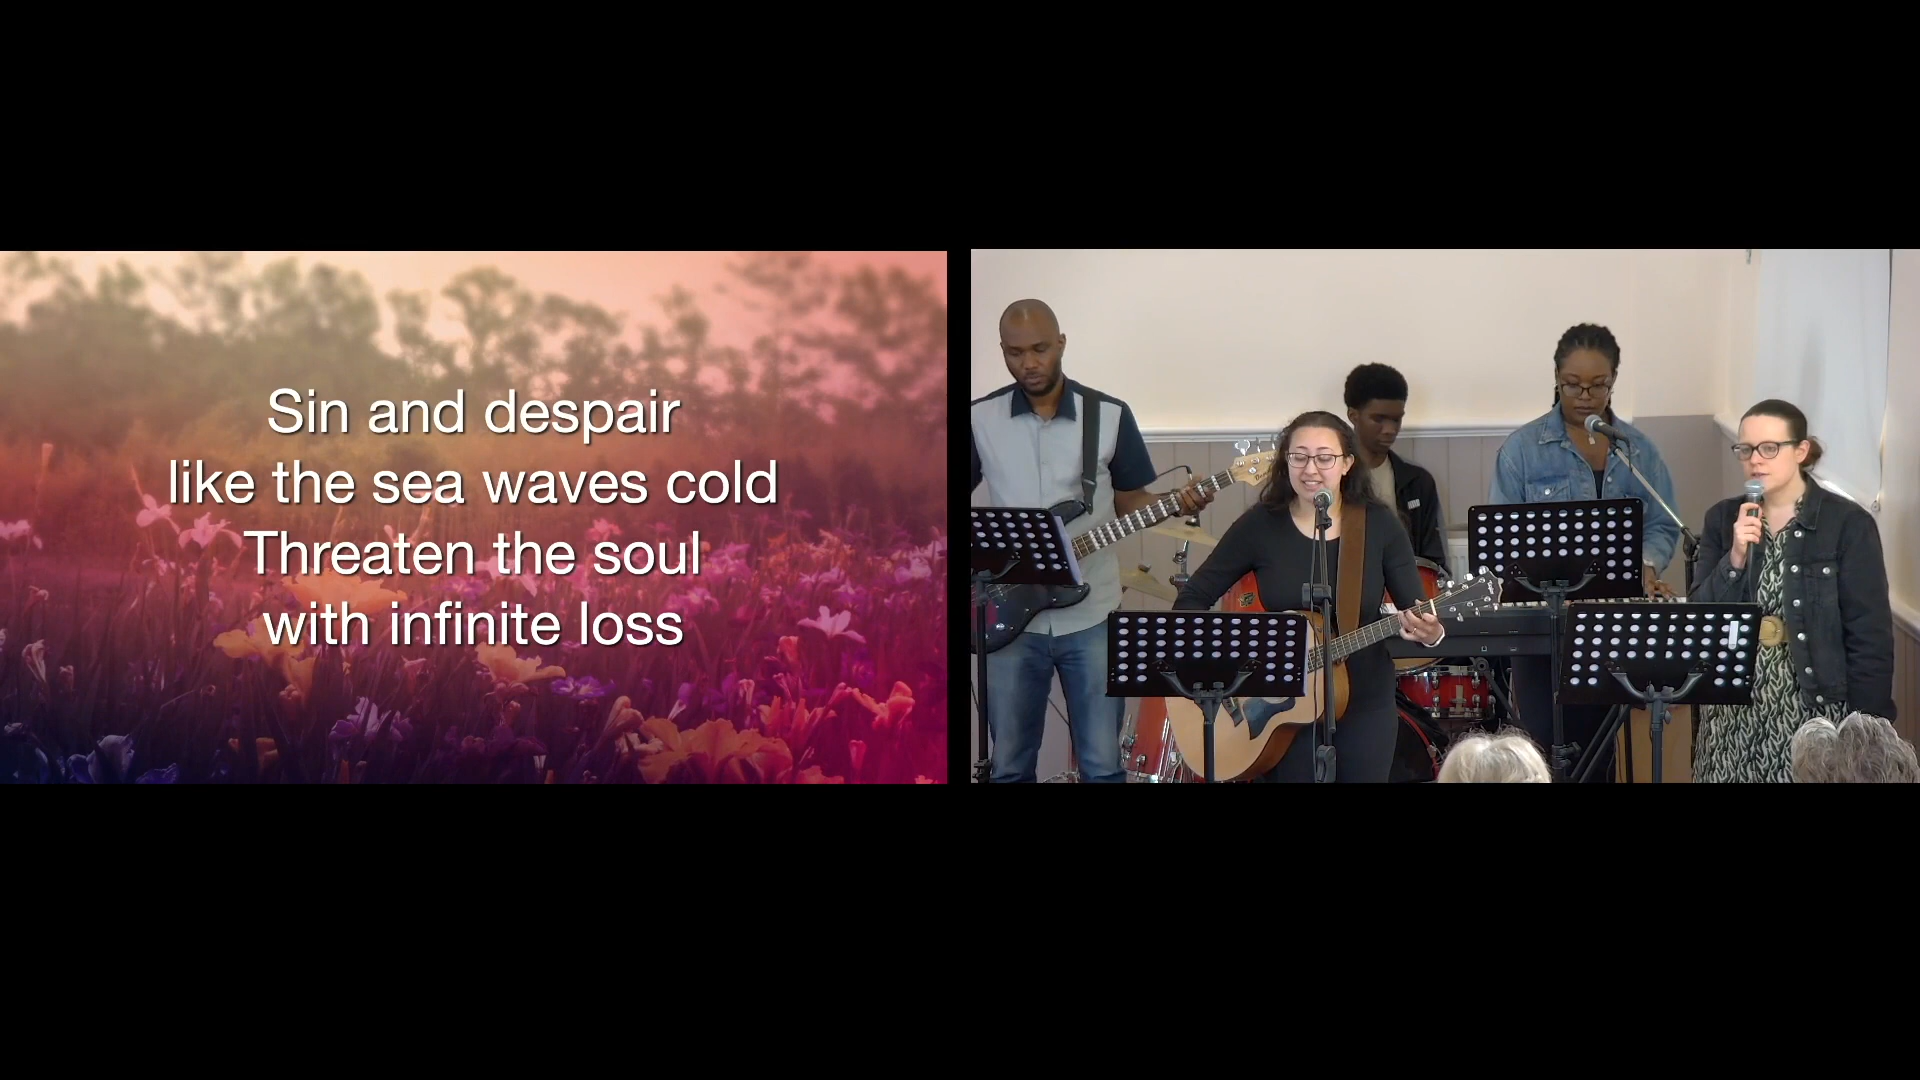 Sin and despair
like the sea waves cold
Threaten the soul
with infinite loss